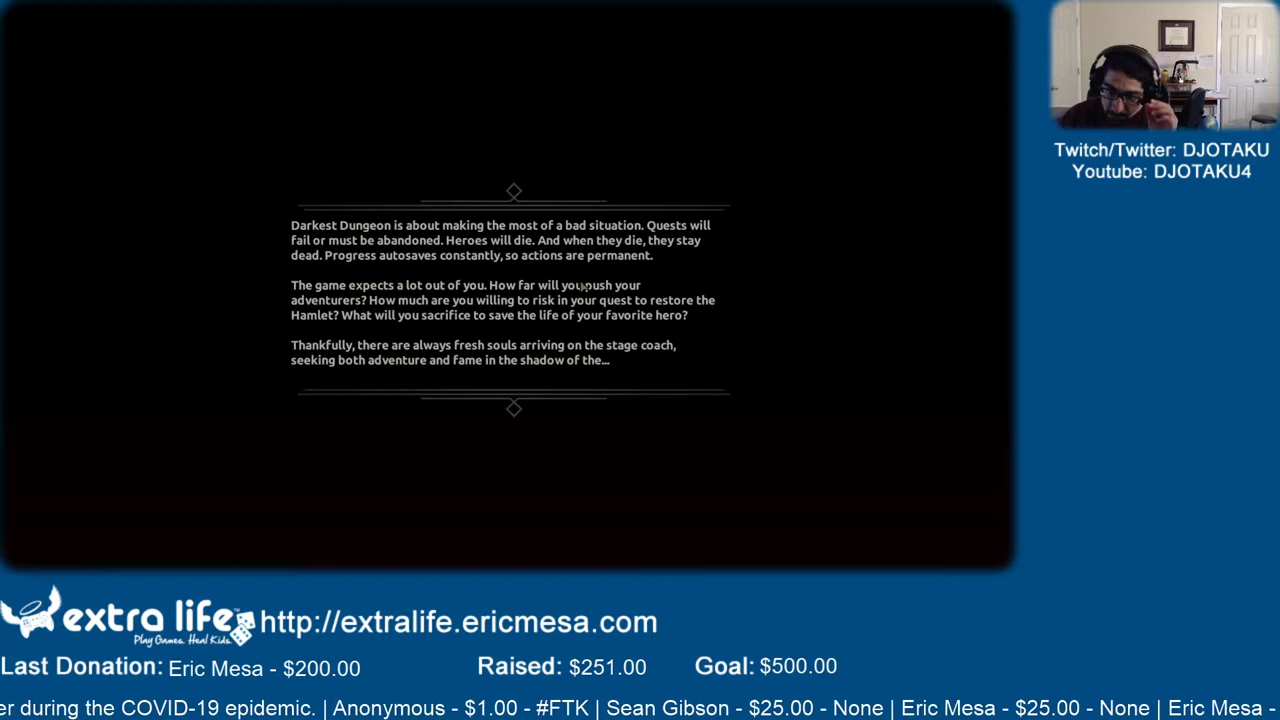 Twitch/Twitter: DJOTAKU
Youtube: DJOTAKU4
Darkest Dungeon is about making the most of a bad situation. Quests will
fail or must be abandoned. Heroes will die. And when they die, they stay
dead. Progress autosaves constantly, so actions are permanent.
The game expects a lot out of you. How far will you push your
adventurers? How much are you willing to risk in your quest to restore the
Hamlet? What will you sacrifice to save the life of your favorite hero?
Thankfully, there are always fresh souls arriving on the stage coach,
seeking both adventure and fame in the shadow of the...
extra life
Play Games. Heal Kids.
http://extralife.ericmesa.com
Last Donation: Eric Mesa - $200.00 Raised: $251.00 Goal: $500.00
er during the COVID-19 epidemic. | Anonymous - $1.00 - #FTK | Sean Gibson - $25.00 - None | Eric Mesa - $25.00 - None | Eric Mesa -